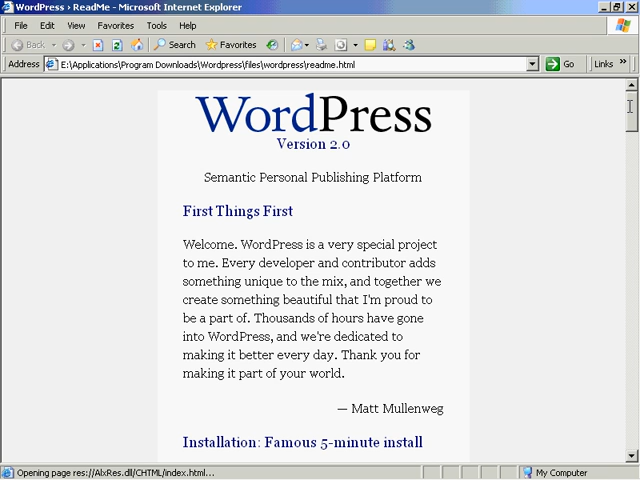 WordPress › ReadMe - Microsoft Internet Explorer
File Edit View Favorites Tools Help
Back Search Favorites
Address E:\Applications\Program Downloads\Wordpress\files\wordpress\readme.html Go Links »
WordPress
Version 2.0
Semantic Personal Publishing Platform
First Things First
Welcome. WordPress is a very special project
to me. Every developer and contributor adds
something unique to the mix, and together we
create something beautiful that I'm proud to
be a part of. Thousands of hours have gone
into WordPress, and we're dedicated to
making it better every day. Thank you for
making it part of your world.
— Matt Mullenweg
Installation: Famous 5-minute install
Opening page res://AlxRes.dll/CHTML/index.html... My Computer